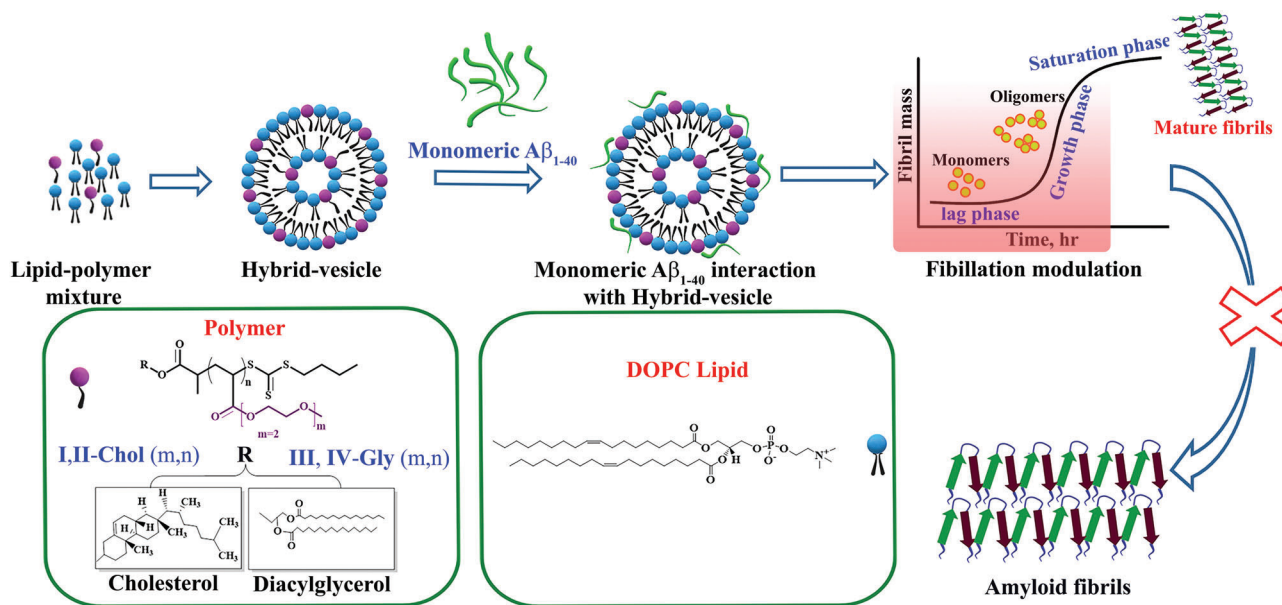 Lipid-polymer
mixture
Hybrid-vesicle
Monomeric Aβ1-40
Monomeric Aβ1-40 interaction
with Hybrid-vesicle
Fibril mass
Saturation phase
Oligomers
Monomers
Growth phase
lag phase
Time, hr
Fibillation modulation
Mature fibrils
Polymer
R
O
O
n
S
S
S
O
O
O
m
m=2
I,II-Chol (m,n)
R
III, IV-Gly (m,n)
H
H
CH3
CH3
H
H
CH3
CH3
CH3
Cholesterol
O
O
O
O
Diacylglycerol
DOPC Lipid
O
O
O
O
H
O
P
O
O
O-
N+
Amyloid fibrils